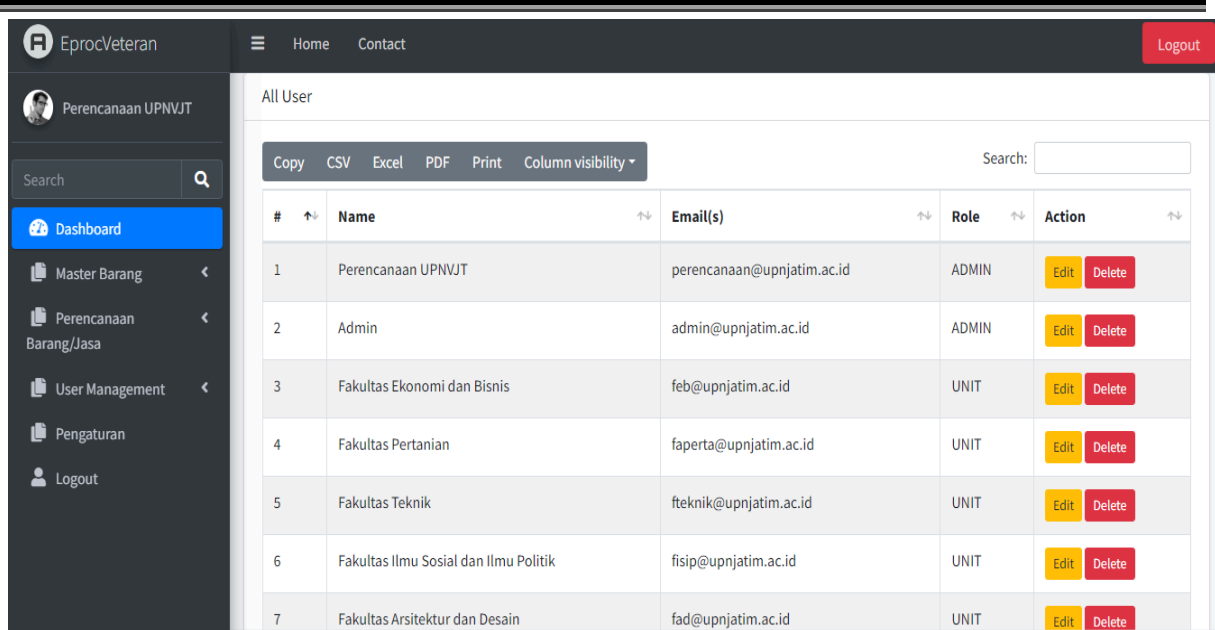 EprocVeteran
Home Contact
Logout
Perencanaan UPNVJT
Search
Dashboard
Master Barang
Perencanaan
Barang/Jasa
User Management
Pengaturan
Logout
All User
Copy CSV Excel PDF Print Column visibility
Search:
# Name Email(s) Role Action
1 Perencanaan UPNVJT perencanaan@upnjatim.ac.id ADMIN Edit Delete
2 Admin admin@upnjatim.ac.id ADMIN Edit Delete
3 Fakultas Ekonomi dan Bisnis feb@upnjatim.ac.id UNIT Edit Delete
4 Fakultas Pertanian faperta@upnjatim.ac.id UNIT Edit Delete
5 Fakultas Teknik fteknik@upnjatim.ac.id UNIT Edit Delete
6 Fakultas Ilmu Sosial dan Ilmu Politik fisip@upnjatim.ac.id UNIT Edit Delete
7 Fakultas Arsitektur dan Desain fad@upnjatim.ac.id UNIT Edit Delete